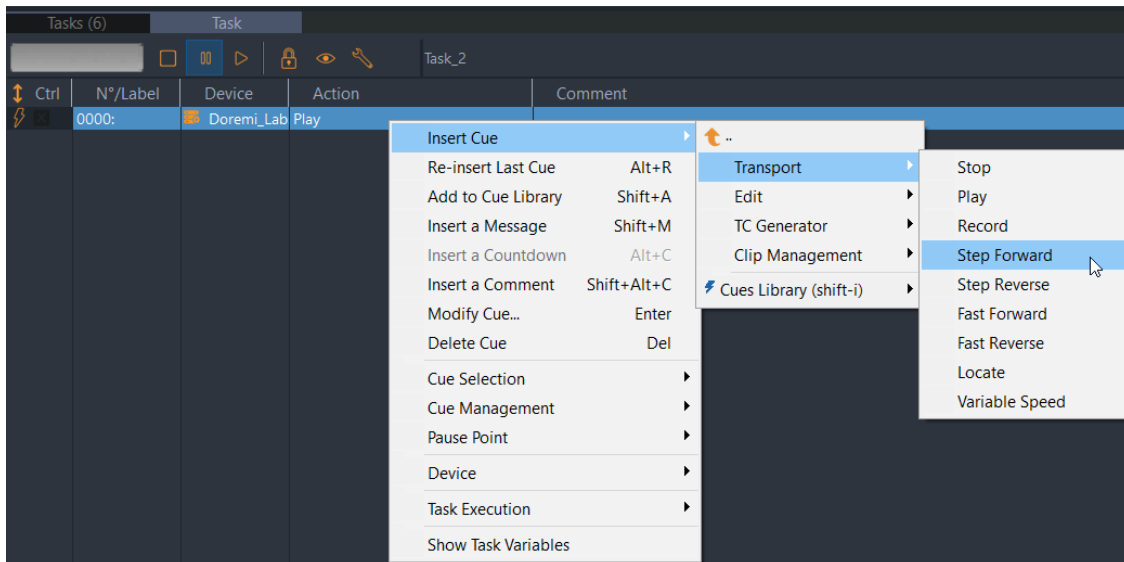 Tasks (6) Task
Task_2
Ctrl N°/Label Device Action Comment
0000: Doremi_Lab Play
Insert Cue
Re-insert Last Cue Alt+R
Add to Cue Library Shift+A
Insert a Message Shift+M
Insert a Countdown Alt+C
Insert a Comment Shift+Alt+C
Modify Cue... Enter
Delete Cue Del
Cue Selection
Cue Management
Pause Point
Device
Task Execution
Show Task Variables
..
Transport
Edit
TC Generator
Clip Management
Cues Library (shift-i)
Stop
Play
Record
Step Forward
Step Reverse
Fast Forward
Fast Reverse
Locate
Variable Speed